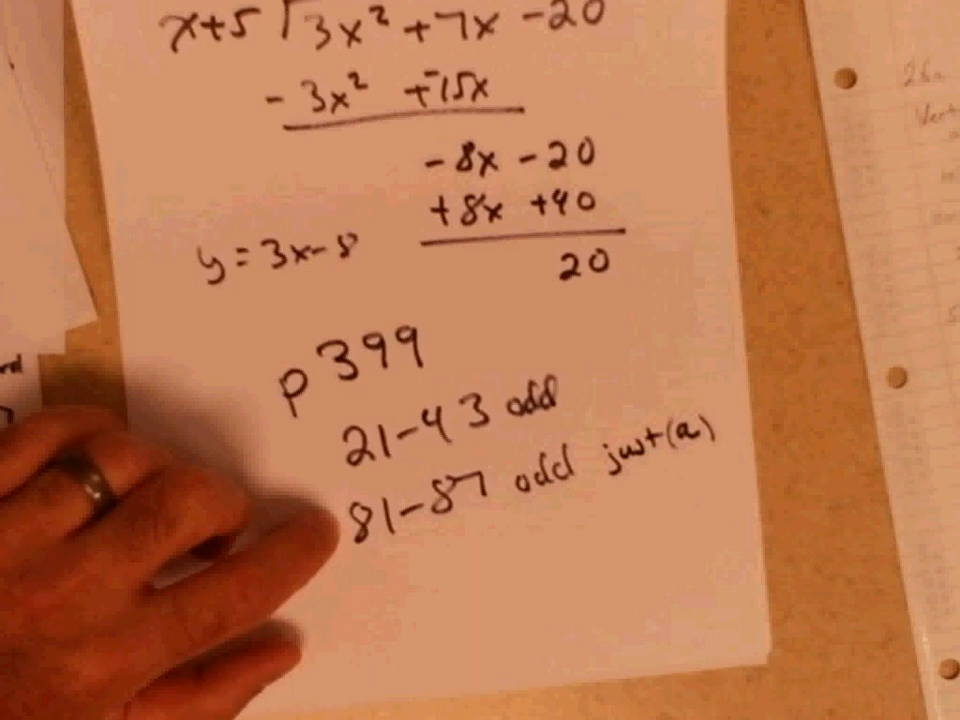 x+5 3x² +7x -20
- 3x² +-15x
-8x -20
+8x +40
y = 3x-8
20
p 399
21-43 odd
81-87 odd just (a)